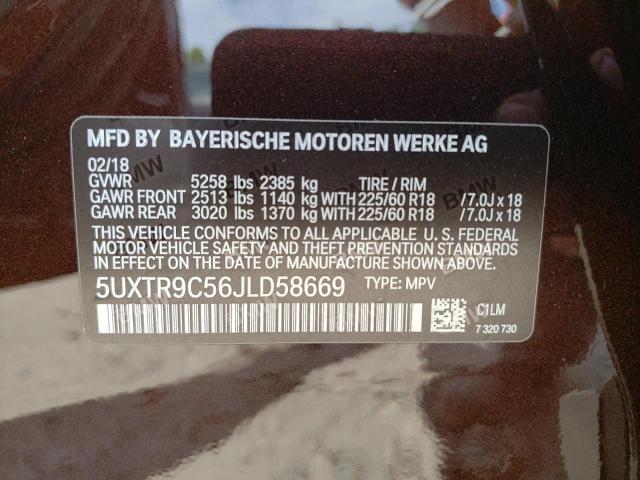 MFD BY BAYERISCHE MOTOREN WERKE AG
02/18
GVWR 5258 lbs 2385 kg TIRE / RIM
GAWR FRONT 2513 lbs 1140 kg WITH 225/60 R18 /7.0J x 18
GAWR REAR 3020 lbs 1370 kg WITH 225/60 R18 /7.0J x 18
THIS VEHICLE CONFORMS TO ALL APPLICABLE U. S. FEDERAL
MOTOR VEHICLE SAFETY AND THEFT PREVENTION STANDARDS
IN EFFECT ON THE DATE OF MANUFACTURE SHOWN ABOVE.
5UXTR9C56JLD58669 TYPE: MPV
C1LM
7 320 730